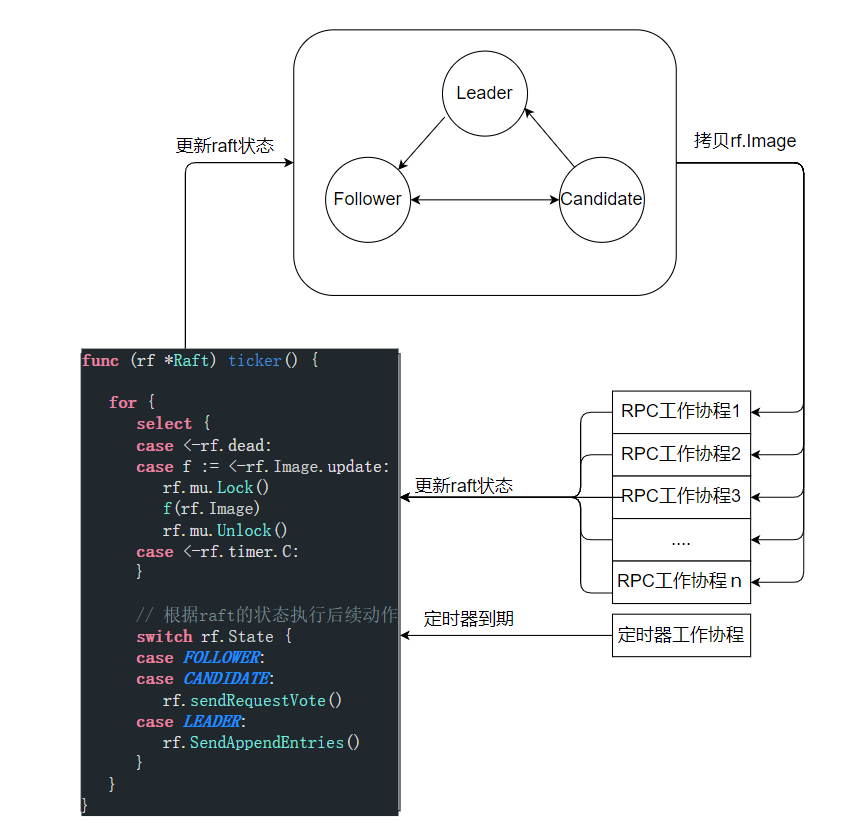 Leader
更新raft状态
拷贝rf.Image
Follower
Candidate
func (rf *Raft) ticker() {
for {
select {
case <-rf.dead:
case f := <-rf.Image.update:
rf.mu.Lock()
f(rf.Image)
rf.mu.Unlock()
case <-rf.timer.C:
}
// 根据raft的状态执行后续动作
switch rf.State {
case FOLLOWER:
case CANDIDATE:
rf.sendRequestVote()
case LEADER:
rf.SendAppendEntries()
}
}
}
更新raft状态
定时器到期
RPC工作协程1
RPC工作协程2
RPC工作协程3
....
RPC工作协程 n
定时器工作协程